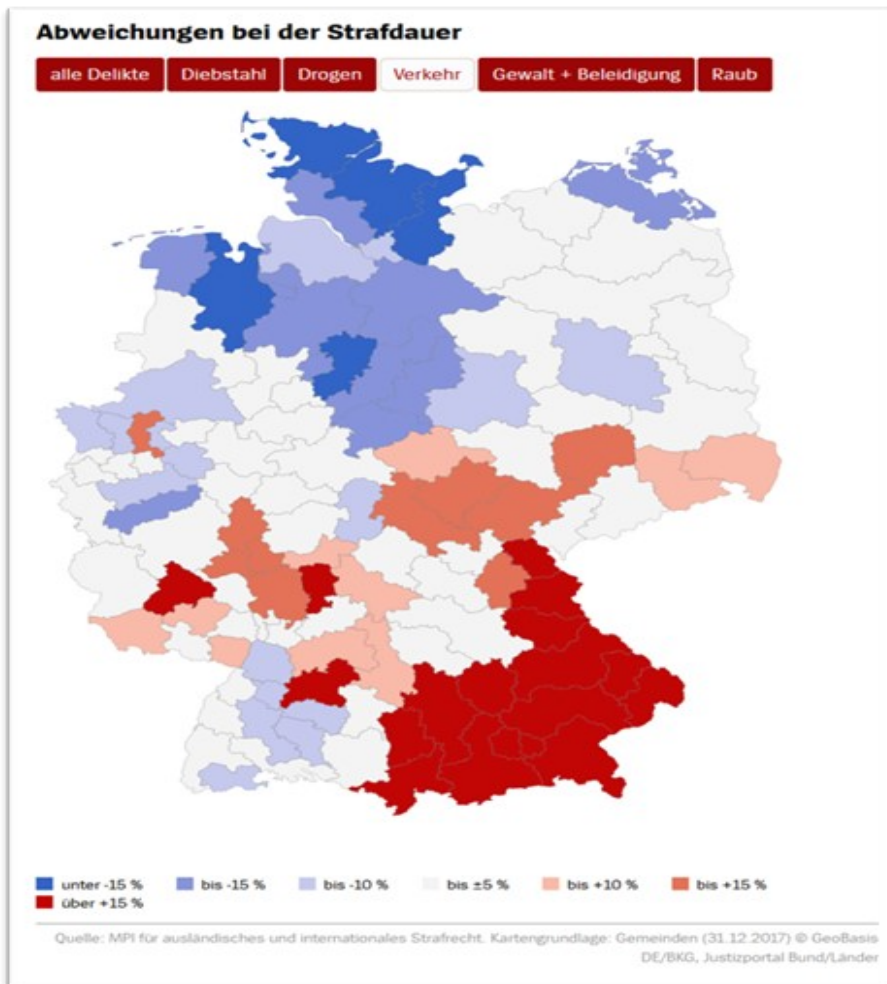 Abweichungen bei der Strafdauer
alle Delikte Diebstahl Drogen Verkehr Gewalt + Beleidigung Raub
unter -15 % bis -15 % bis -10 % bis ±5 % bis +10 % bis +15 %
über +15 %
Quelle: MPI für ausländisches und internationales Strafrecht. Kartengrundlage: Gemeinden (31.12.2017) © GeoBasis
DE/BKG, Justizportal Bund/Länder